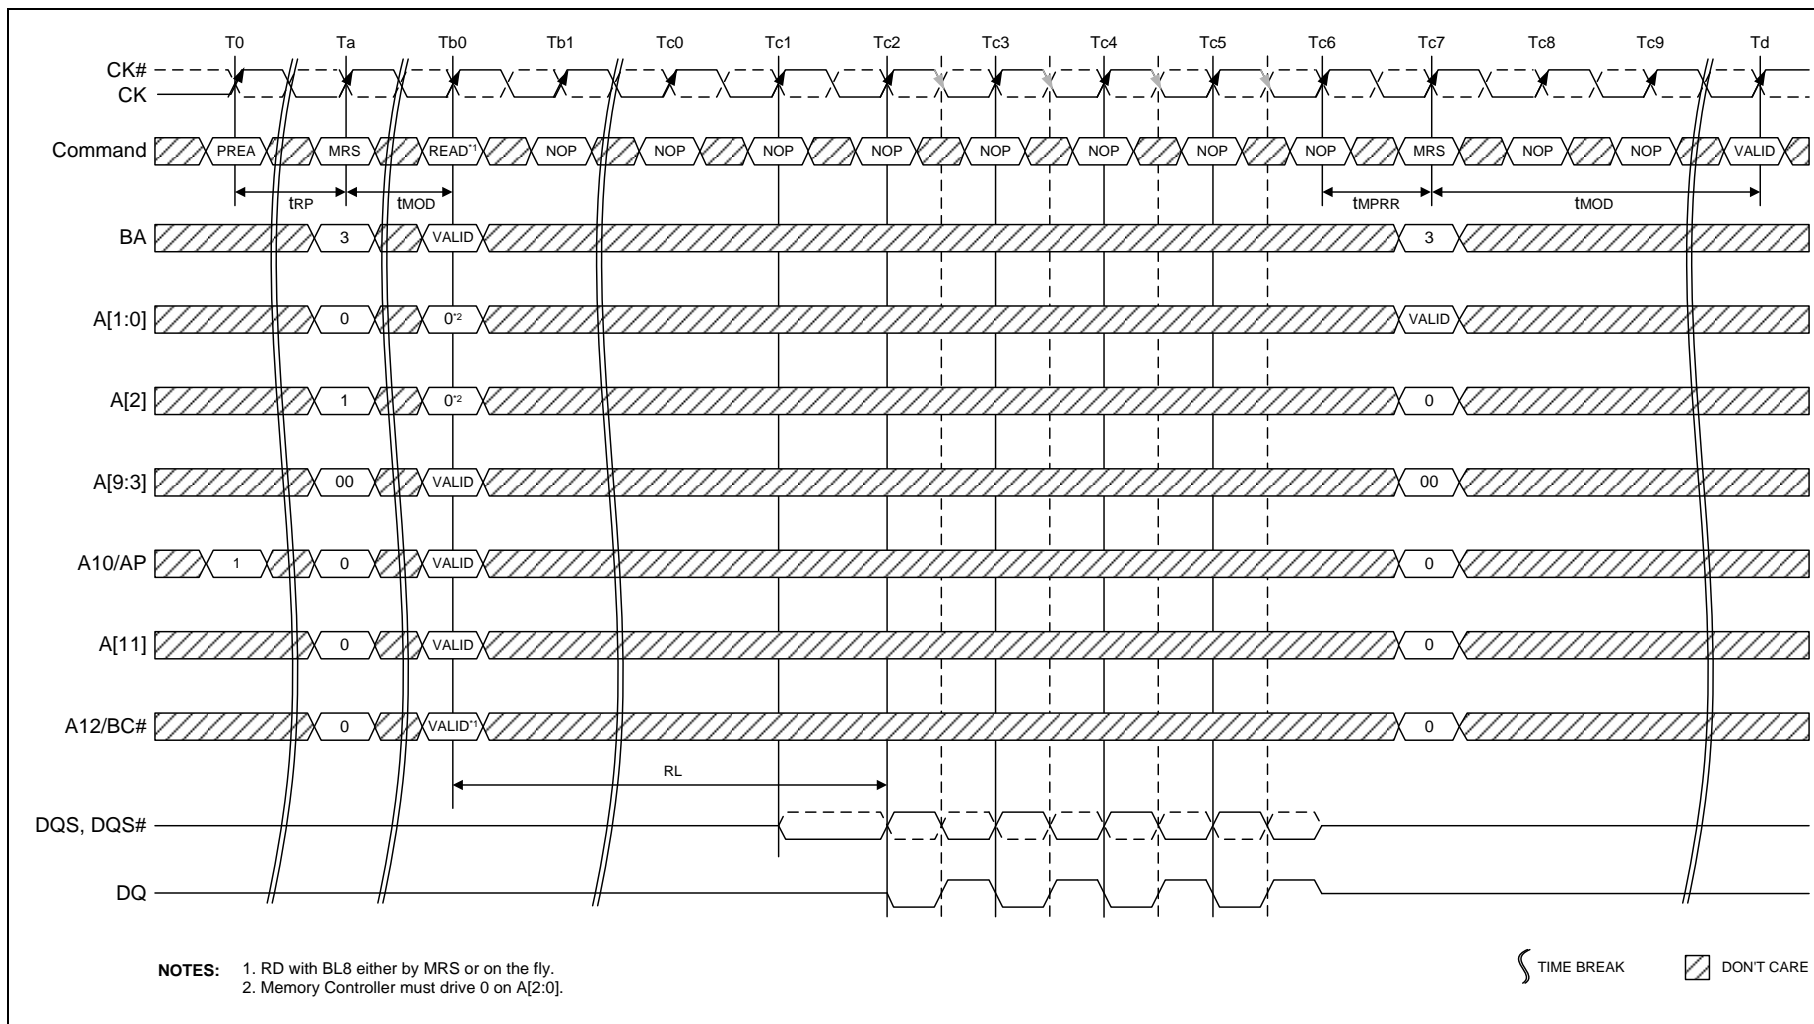 T0 Ta Tb0 Tb1 Tc0 Tc1 Tc2 Tc3 Tc4 Tc5 Tc6 Tc7 Tc8 Tc9 Td
CK#
CK
Command PREA MRS READ*1 NOP NOP NOP NOP NOP NOP NOP NOP MRS NOP NOP VALID
tRP tMOD tMPRR tMOD
BA 3 VALID 3
A[1:0] 0 0*2 VALID
A[2] 1 0*2 0
A[9:3] 00 VALID 00
A10/AP 1 0 VALID 0
A[11] 0 VALID 0
A12/BC# 0 VALID*1 0
RL
DQS, DQS#
DQ
NOTES: 1. RD with BL8 either by MRS or on the fly.
2. Memory Controller must drive 0 on A[2:0].
TIME BREAK DON'T CARE